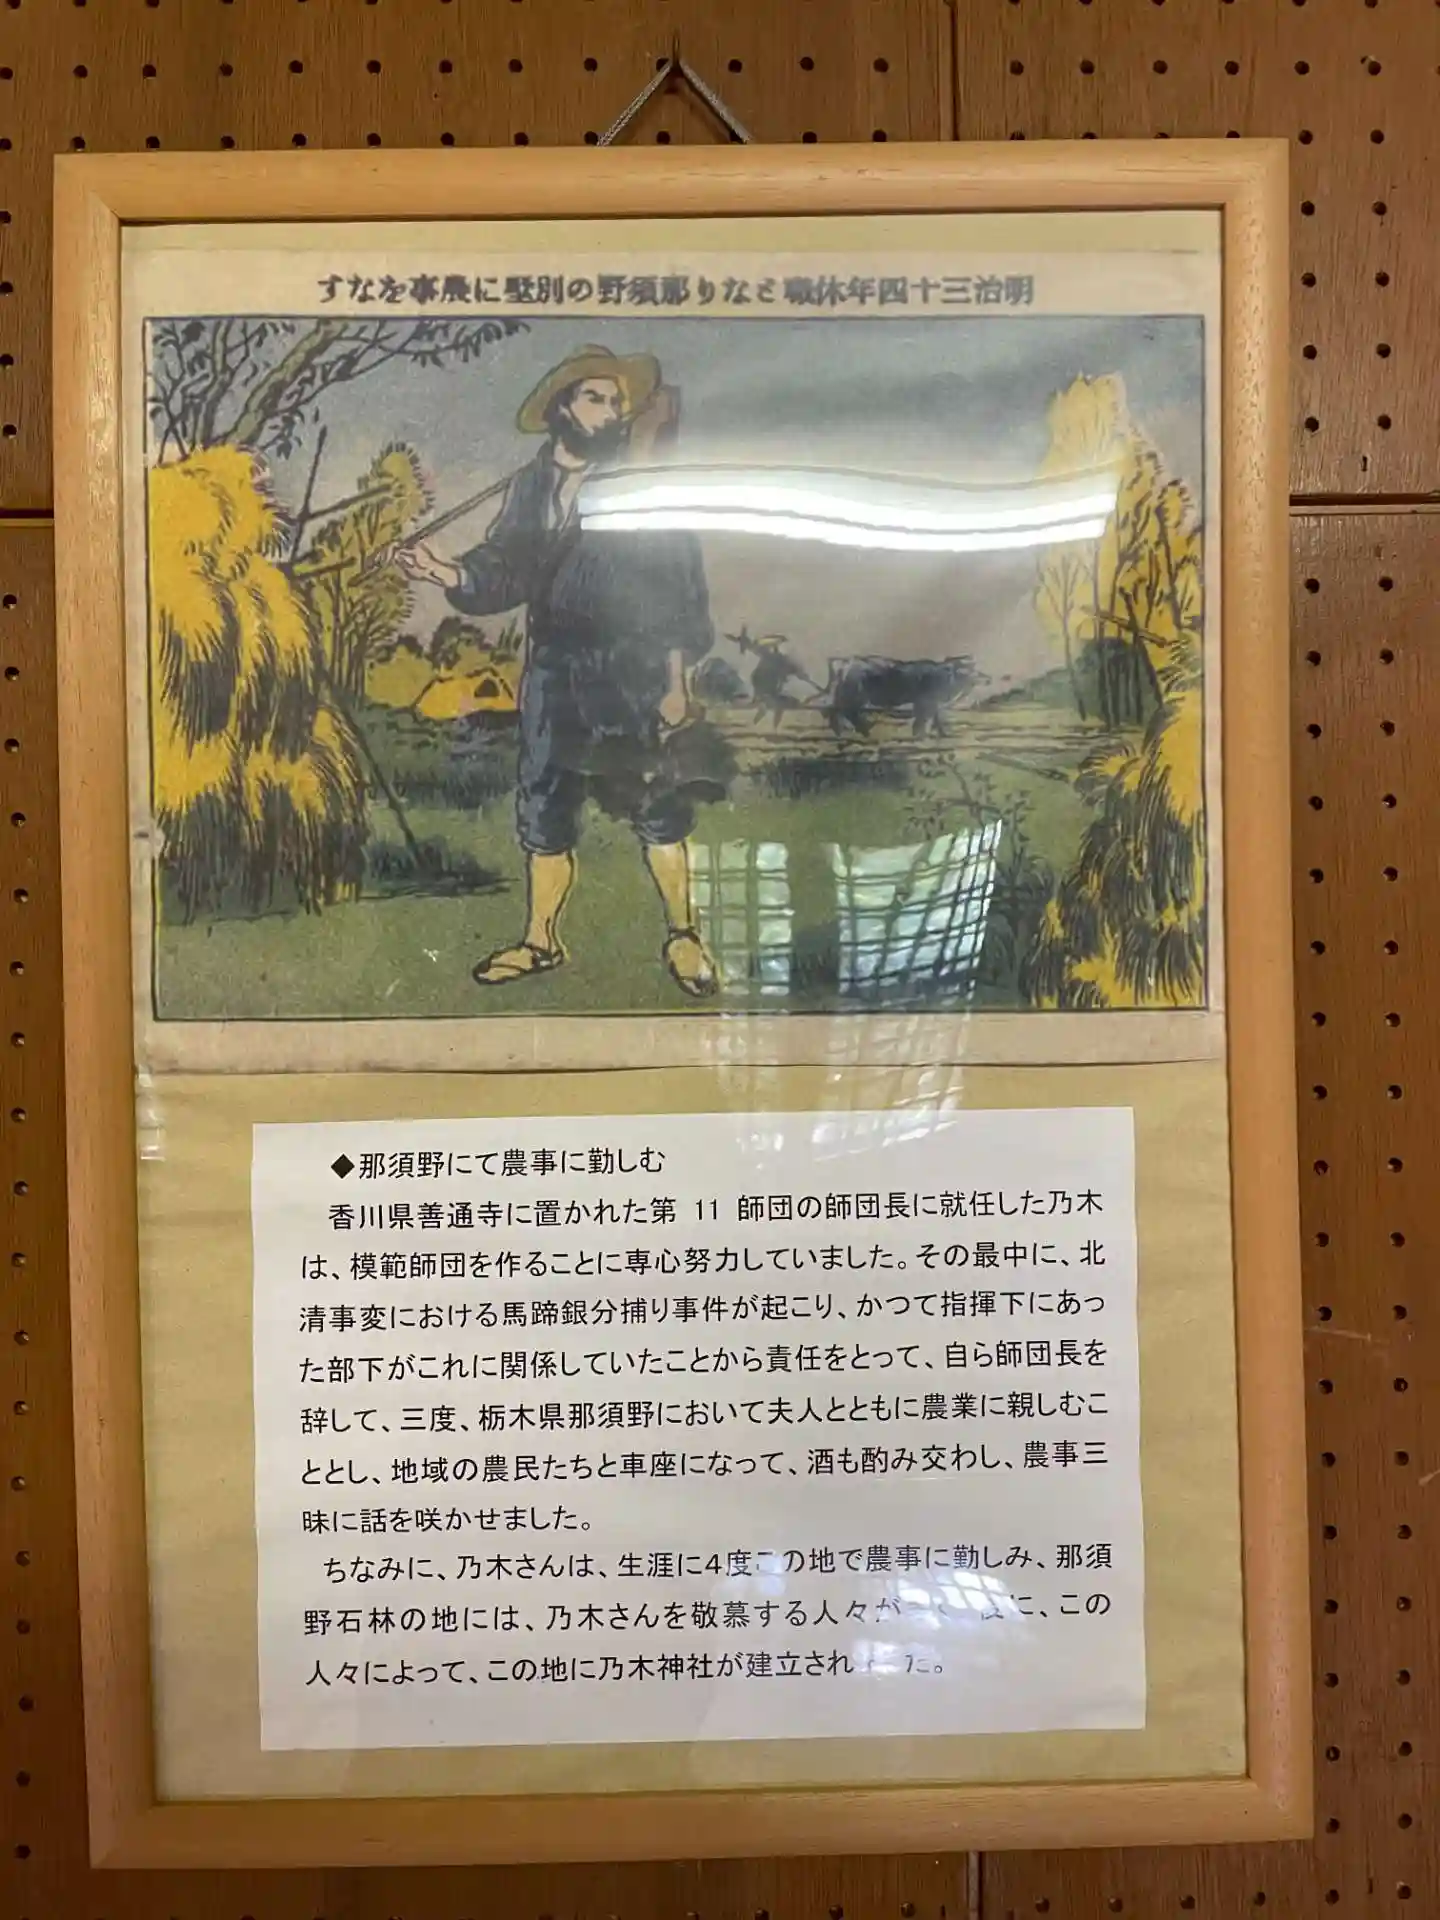 明治三十四年休職となり那須野の別墅に農事をなす
◆那須野にて農事に勤しむ
香川県善通寺に置かれた第 11 師団の師団長に就任した乃木
は、模範師団を作ることに専心努力していました。その最中に、北
清事変における馬蹄銀分捕り事件が起こり、かつて指揮下にあっ
た部下がこれに関係していたことから責任をとって、自ら師団長を
辞して、三度、栃木県那須野において夫人とともに農業に親しむこ
ととし、地域の農民たちと車座になって、酒も酌み交わし、農事三
昧に話を咲かせました。
ちなみに、乃木さんは、生涯に4度この地で農事に勤しみ、那須
野石林の地には、乃木さんを敬慕する人々が に、この
人々によって、この地に乃木神社が建立され た。